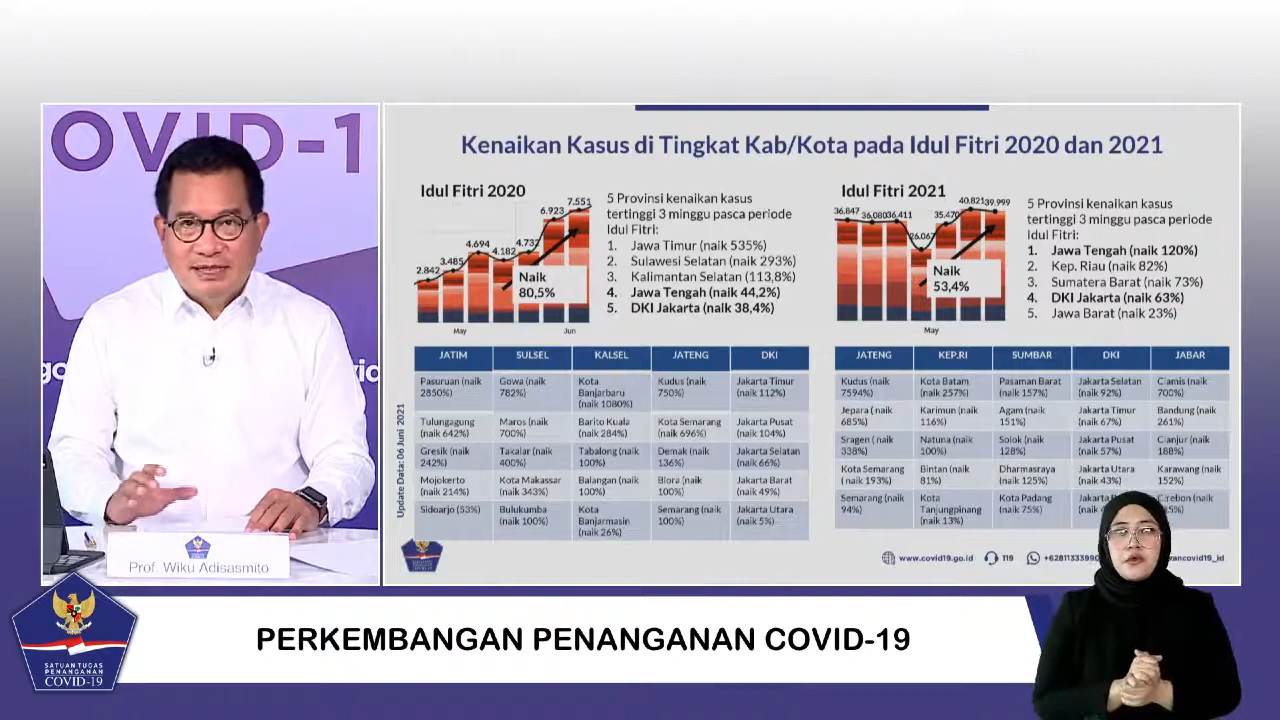 OVID-1
Prof. Wiku Adisasmito
Kenaikan Kasus di Tingkat Kab/Kota pada Idul Fitri 2020 dan 2021
Idul Fitri 2020
2.842
3.485
4.694
4.182
4.732
6.923
7.551
Naik
80,5%
May
Jun
5 Provinsi kenaikan kasus
tertinggi 3 minggu pasca periode
Idul Fitri:
1. Jawa Timur (naik 535%)
2. Sulawesi Selatan (naik 293%)
3. Kalimantan Selatan (113,8%)
4. Jawa Tengah (naik 44,2%)
5. DKI Jakarta (naik 38,4%)
Idul Fitri 2021
36.847
36.080
36.411
26.067
35.470
40.821
39.999
Naik
53,4%
May
5 Provinsi kenaikan kasus
tertinggi 3 minggu pasca periode
Idul Fitri:
1. Jawa Tengah (naik 120%)
2. Kep. Riau (naik 82%)
3. Sumatera Barat (naik 73%)
4. DKI Jakarta (naik 63%)
5. Jawa Barat (naik 23%)
JATIM SULSEL KALSEL JATENG DKI
Pasuruan (naik 2850%) Gowa (naik 782%) Kota Banjarbaru (naik 1080%) Kudus (naik 750%) Jakarta Timur (naik 112%)
Tulungagung (naik 642%) Maros (naik 700%) Barito Kuala (naik 284%) Kota Semarang (naik 696%) Jakarta Pusat (naik 104%)
Gresik (naik 242%) Takalar (naik 400%) Tabalong (naik 100%) Demak (naik 136%) Jakarta Selatan (naik 66%)
Mojokerto (naik 214%) Kota Makassar (naik 343%) Balangan (naik 100%) Blora (naik 100%) Jakarta Barat (naik 49%)
Sidoarjo (53%) Bulukumba (naik 100%) Kota Banjarmasin (naik 26%) Semarang (naik 100%) Jakarta Utara (naik 5%)
JATENG KEP.RI SUMBAR DKI JABAR
Kudus (naik 7594%) Kota Batam (naik 257%) Pasaman Barat (naik 157%) Jakarta Selatan (naik 92%) Ciamis (naik 700%)
Jepara ( naik 685%) Karimun (naik 116%) Agam (naik 151%) Jakarta Timur (naik 67%) Bandung (naik 261%)
Sragen ( naik 338%) Natuna (naik 100%) Solok (naik 128%) Jakarta Pusat (naik 57%) Cianjur (naik 188%)
Kota Semarang ( naik 193%) Bintan (naik 81%) Dharmasraya (naik 125%) Jakarta Utara (naik 43%) Karawang (naik 152%)
Semarang (naik 94%) Kota Tanjungpinang (naik 13%) Kota Padang (naik 75%) Jakarta (naik
Update Data: 06 Juni 2021
www.covid19.go.id 119
PERKEMBANGAN PENANGANAN COVID-19
SATUAN TUGAS
PENANGANAN
COVID-19